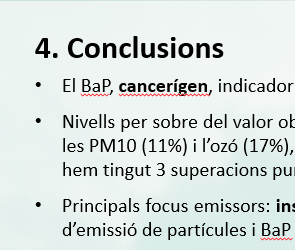 4. Conclusions
• El BaP, cancerígen, indicador
• Nivells per sobre del valor ob
les PM10 (11%) i l'ozó (17%),
hem tingut 3 superacions pu
• Principals focus emissors: ins
d'emissió de partícules i BaP